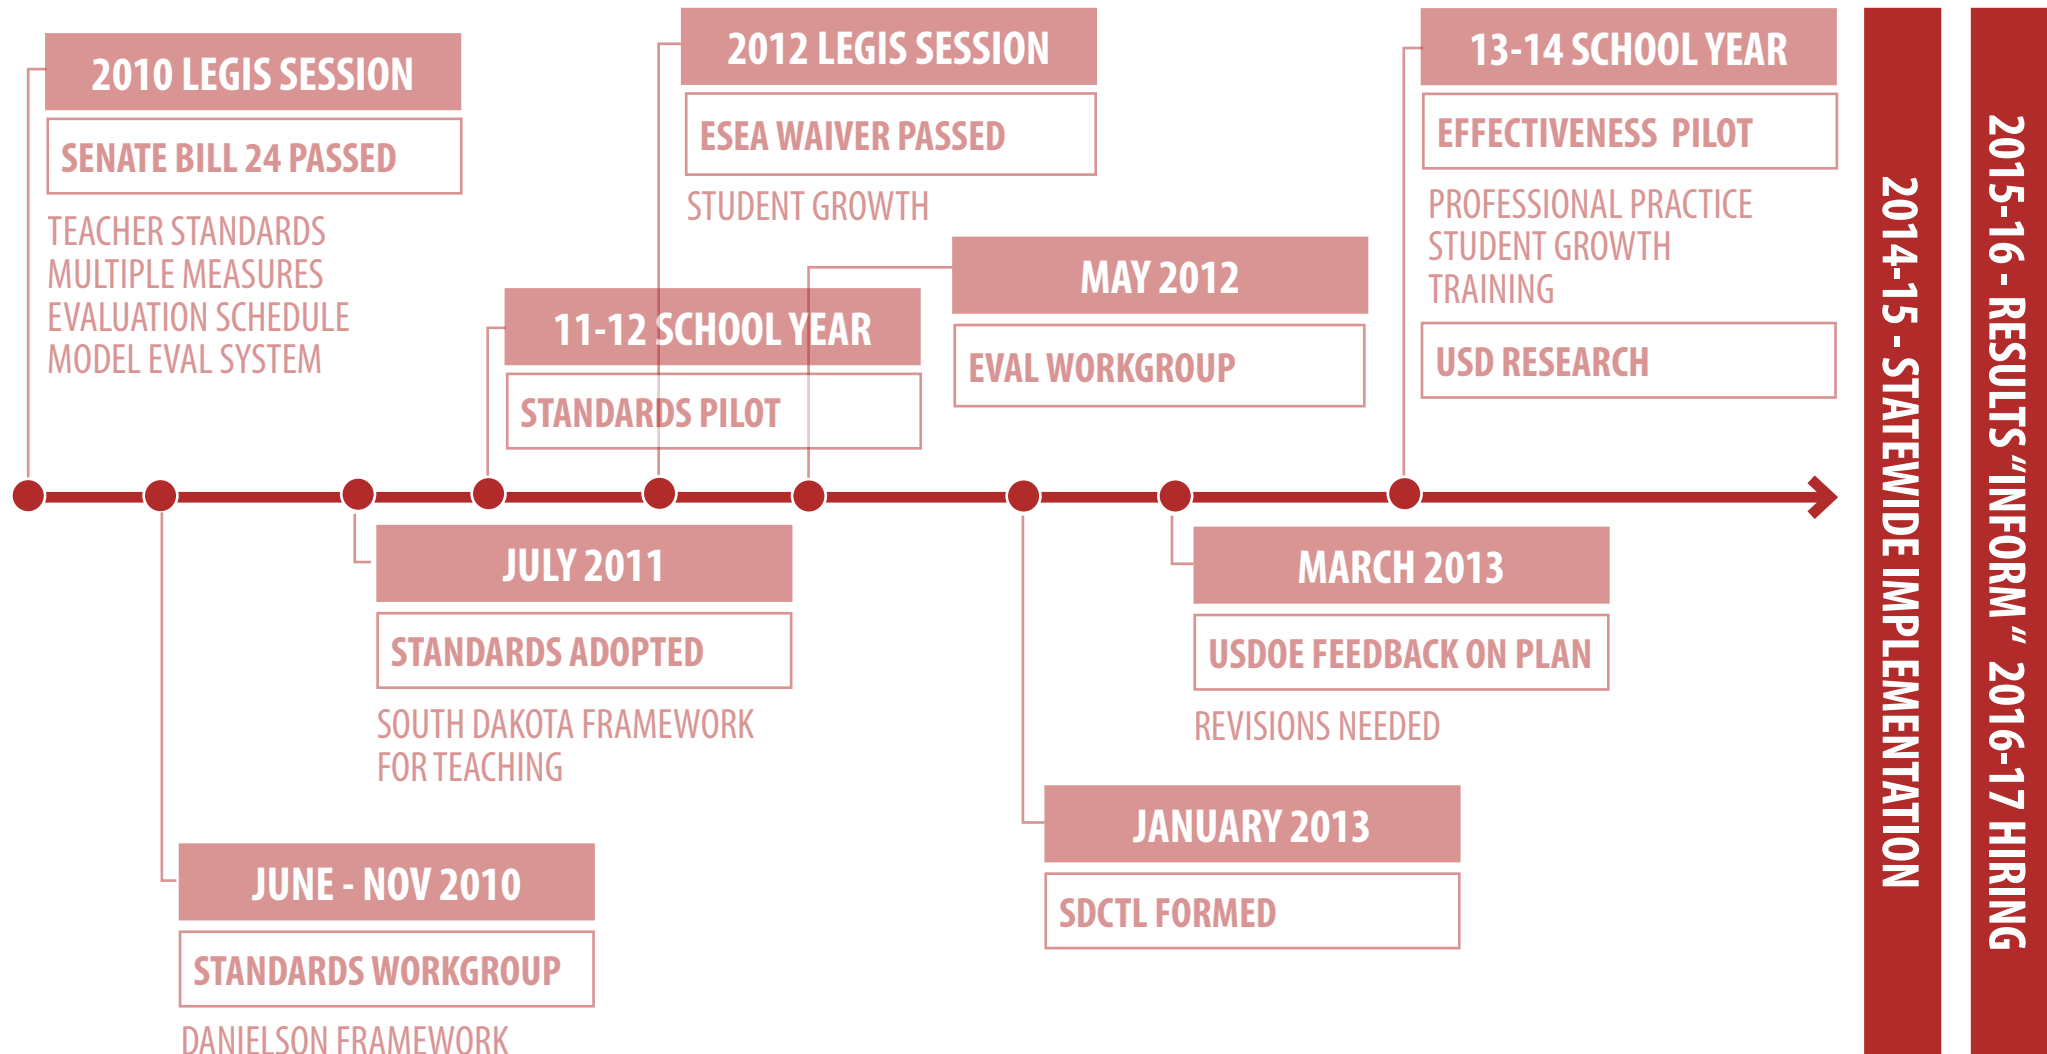 2010 LEGIS SESSION
SENATE BILL 24 PASSED
TEACHER STANDARDS
MULTIPLE MEASURES
EVALUATION SCHEDULE
MODEL EVAL SYSTEM
JUNE - NOV 2010
STANDARDS WORKGROUP
DANIELSON FRAMEWORK
JULY 2011
STANDARDS ADOPTED
SOUTH DAKOTA FRAMEWORK
FOR TEACHING
11-12 SCHOOL YEAR
STANDARDS PILOT
2012 LEGIS SESSION
ESEA WAIVER PASSED
STUDENT GROWTH
MAY 2012
EVAL WORKGROUP
JANUARY 2013
SDCTL FORMED
MARCH 2013
USDOE FEEDBACK ON PLAN
REVISIONS NEEDED
13-14 SCHOOL YEAR
EFFECTIVENESS PILOT
PROFESSIONAL PRACTICE
STUDENT GROWTH
TRAINING
USD RESEARCH
2014-15 - STATEWIDE IMPLEMENTATION
2015-16 - RESULTS “INFORM “ 2016-17 HIRING